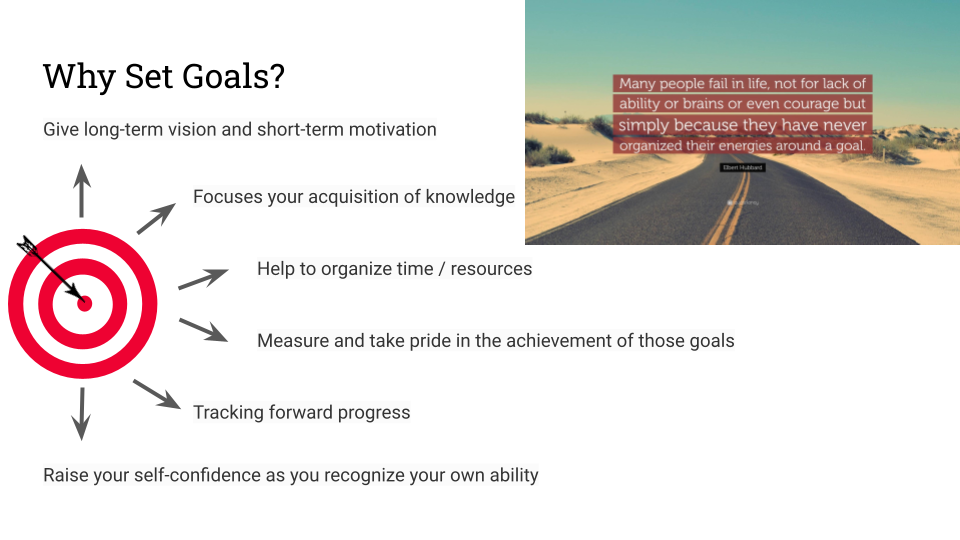 Why Set Goals?
Give long-term vision and short-term motivation
Focuses your acquisition of knowledge
Help to organize time / resources
Measure and take pride in the achievement of those goals
Tracking forward progress
Raise your self-confidence as you recognize your own ability
Many people fail in life, not for lack of
ability or brains or even courage but
simply because they have never
organized their energies around a goal.
Elbert Hubbard